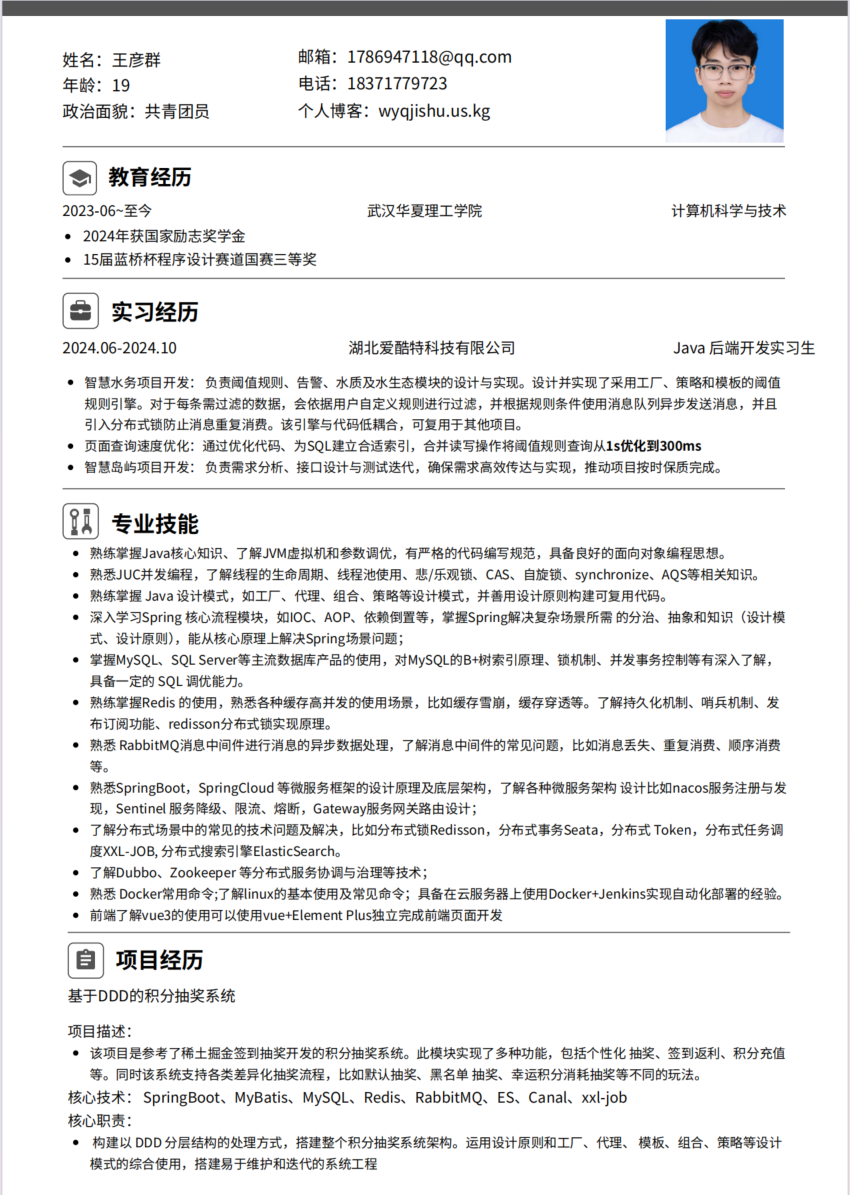 姓名：王彦群
年龄：19
政治面貌：共青团员
邮箱：1786947118@qq.com
电话：18371779723
个人博客：wyqjishu.us.kg
教育经历
2023-06~至今 武汉华夏理工学院 计算机科学与技术
• 2024年获国家励志奖学金
• 15届蓝桥杯程序设计赛道国赛三等奖
实习经历
2024.06-2024.10 湖北爱酷特科技有限公司 Java 后端开发实习生
• 智慧水务项目开发： 负责阈值规则、告警、水质及水生态模块的设计与实现。设计并实现了采用工厂、策略和模板的阈值
规则引擎。对于每条需过滤的数据，会依据用户自定义规则进行过滤，并根据规则条件使用消息队列异步发送消息，并且
引入分布式锁防止消息重复消费。该引擎与代码低耦合，可复用于其他项目。
• 页面查询速度优化：通过优化代码、为SQL建立合适索引，合并读写操作将阈值规则查询从1s优化到300ms
• 智慧岛屿项目开发： 负责需求分析、接口设计与测试迭代，确保需求高效传达与实现，推动项目按时保质完成。
专业技能
• 熟练掌握Java核心知识、了解JVM虚拟机和参数调优，有严格的代码编写规范，具备良好的面向对象编程思想。
• 熟悉JUC并发编程，了解线程的生命周期、线程池使用、悲/乐观锁、CAS、自旋锁、synchronize、AQS等相关知识。
• 熟练掌握 Java 设计模式，如工厂、代理、组合、策略等设计模式，并善用设计原则构建可复用代码。
• 深入学习Spring 核心流程模块，如IOC、AOP、依赖倒置等，掌握Spring解决复杂场景所需 的分治、抽象和知识（设计模
式、设计原则），能从核心原理上解决Spring场景问题；
• 掌握MySQL、SQL Server等主流数据库产品的使用，对MySQL的B+树索引原理、锁机制、并发事务控制等有深入了解，
具备一定的 SQL 调优能力。
• 熟练掌握Redis 的使用，熟悉各种缓存高并发的使用场景，比如缓存雪崩，缓存穿透等。了解持久化机制、哨兵机制、发
布订阅功能、redisson分布式锁实现原理。
• 熟悉 RabbitMQ消息中间件进行消息的异步数据处理，了解消息中间件的常见问题，比如消息丢失、重复消费、顺序消费
等。
• 熟悉SpringBoot，SpringCloud 等微服务框架的设计原理及底层架构，了解各种微服务架构 设计比如nacos服务注册与发
现，Sentinel 服务降级、限流、熔断，Gateway服务网关路由设计；
• 了解分布式场景中的常见的技术问题及解决，比如分布式锁Redisson，分布式事务Seata，分布式 Token，分布式任务调
度XXL-JOB, 分布式搜索引擎ElasticSearch。
• 了解Dubbo、Zookeeper 等分布式服务协调与治理等技术；
• 熟悉 Docker常用命令;了解linux的基本使用及常见命令；具备在云服务器上使用Docker+Jenkins实现自动化部署的经验。
• 前端了解vue3的使用可以使用vue+Element Plus独立完成前端页面开发
项目经历
基于DDD的积分抽奖系统
项目描述：
• 该项目是参考了稀土掘金签到抽奖开发的积分抽奖系统。此模块实现了多种功能，包括个性化 抽奖、签到返利、积分充值
等。同时该系统支持各类差异化抽奖流程，比如默认抽奖、黑名单 抽奖、幸运积分消耗抽奖等不同的玩法。
核心技术： SpringBoot、MyBatis、MySQL、Redis、RabbitMQ、ES、Canal、xxl-job
核心职责：
• 构建以 DDD 分层结构的处理方式，搭建整个积分抽奖系统架构。运用设计原则和工厂、代理、 模板、组合、策略等设计
模式的综合使用，搭建易于维护和迭代的系统工程